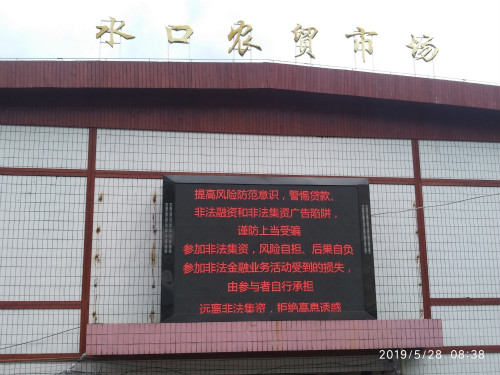 水口农贸市场
提高风险防范意识，警惕贷款、
非法融资和非法集资广告陷阱，
谨防上当受骗
参加非法集资，风险自担、后果自负
参加非法金融业务活动受到的损失，
由参与者自行承担
远离非法集资，拒绝高息诱惑
2019/5/28 08:38